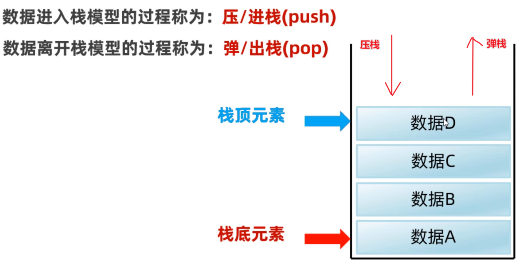 数据进入栈模型的过程称为：压/进栈(push)
数据离开栈模型的过程称为：弹/出栈(pop)
压栈
弹栈
栈顶元素
数据D
数据C
数据B
栈底元素
数据A